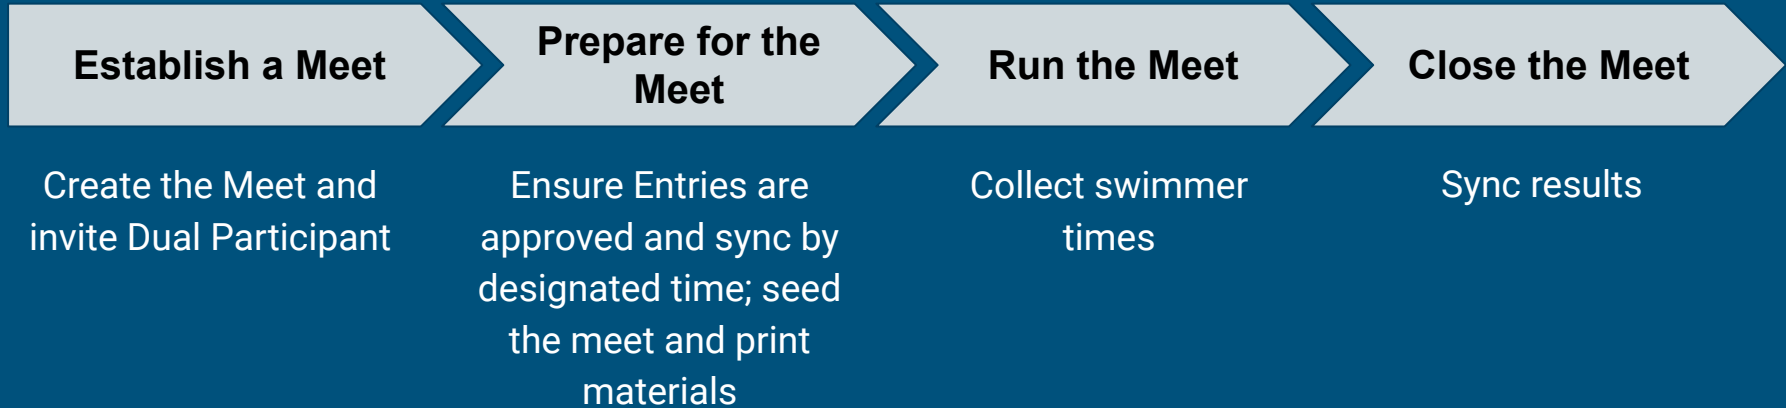 Establish a Meet
Prepare for the
Meet
Run the Meet
Close the Meet
Create the Meet and
invite Dual Participant
Ensure Entries are
approved and sync by
designated time; seed
the meet and print
materials
Collect swimmer
times
Sync results